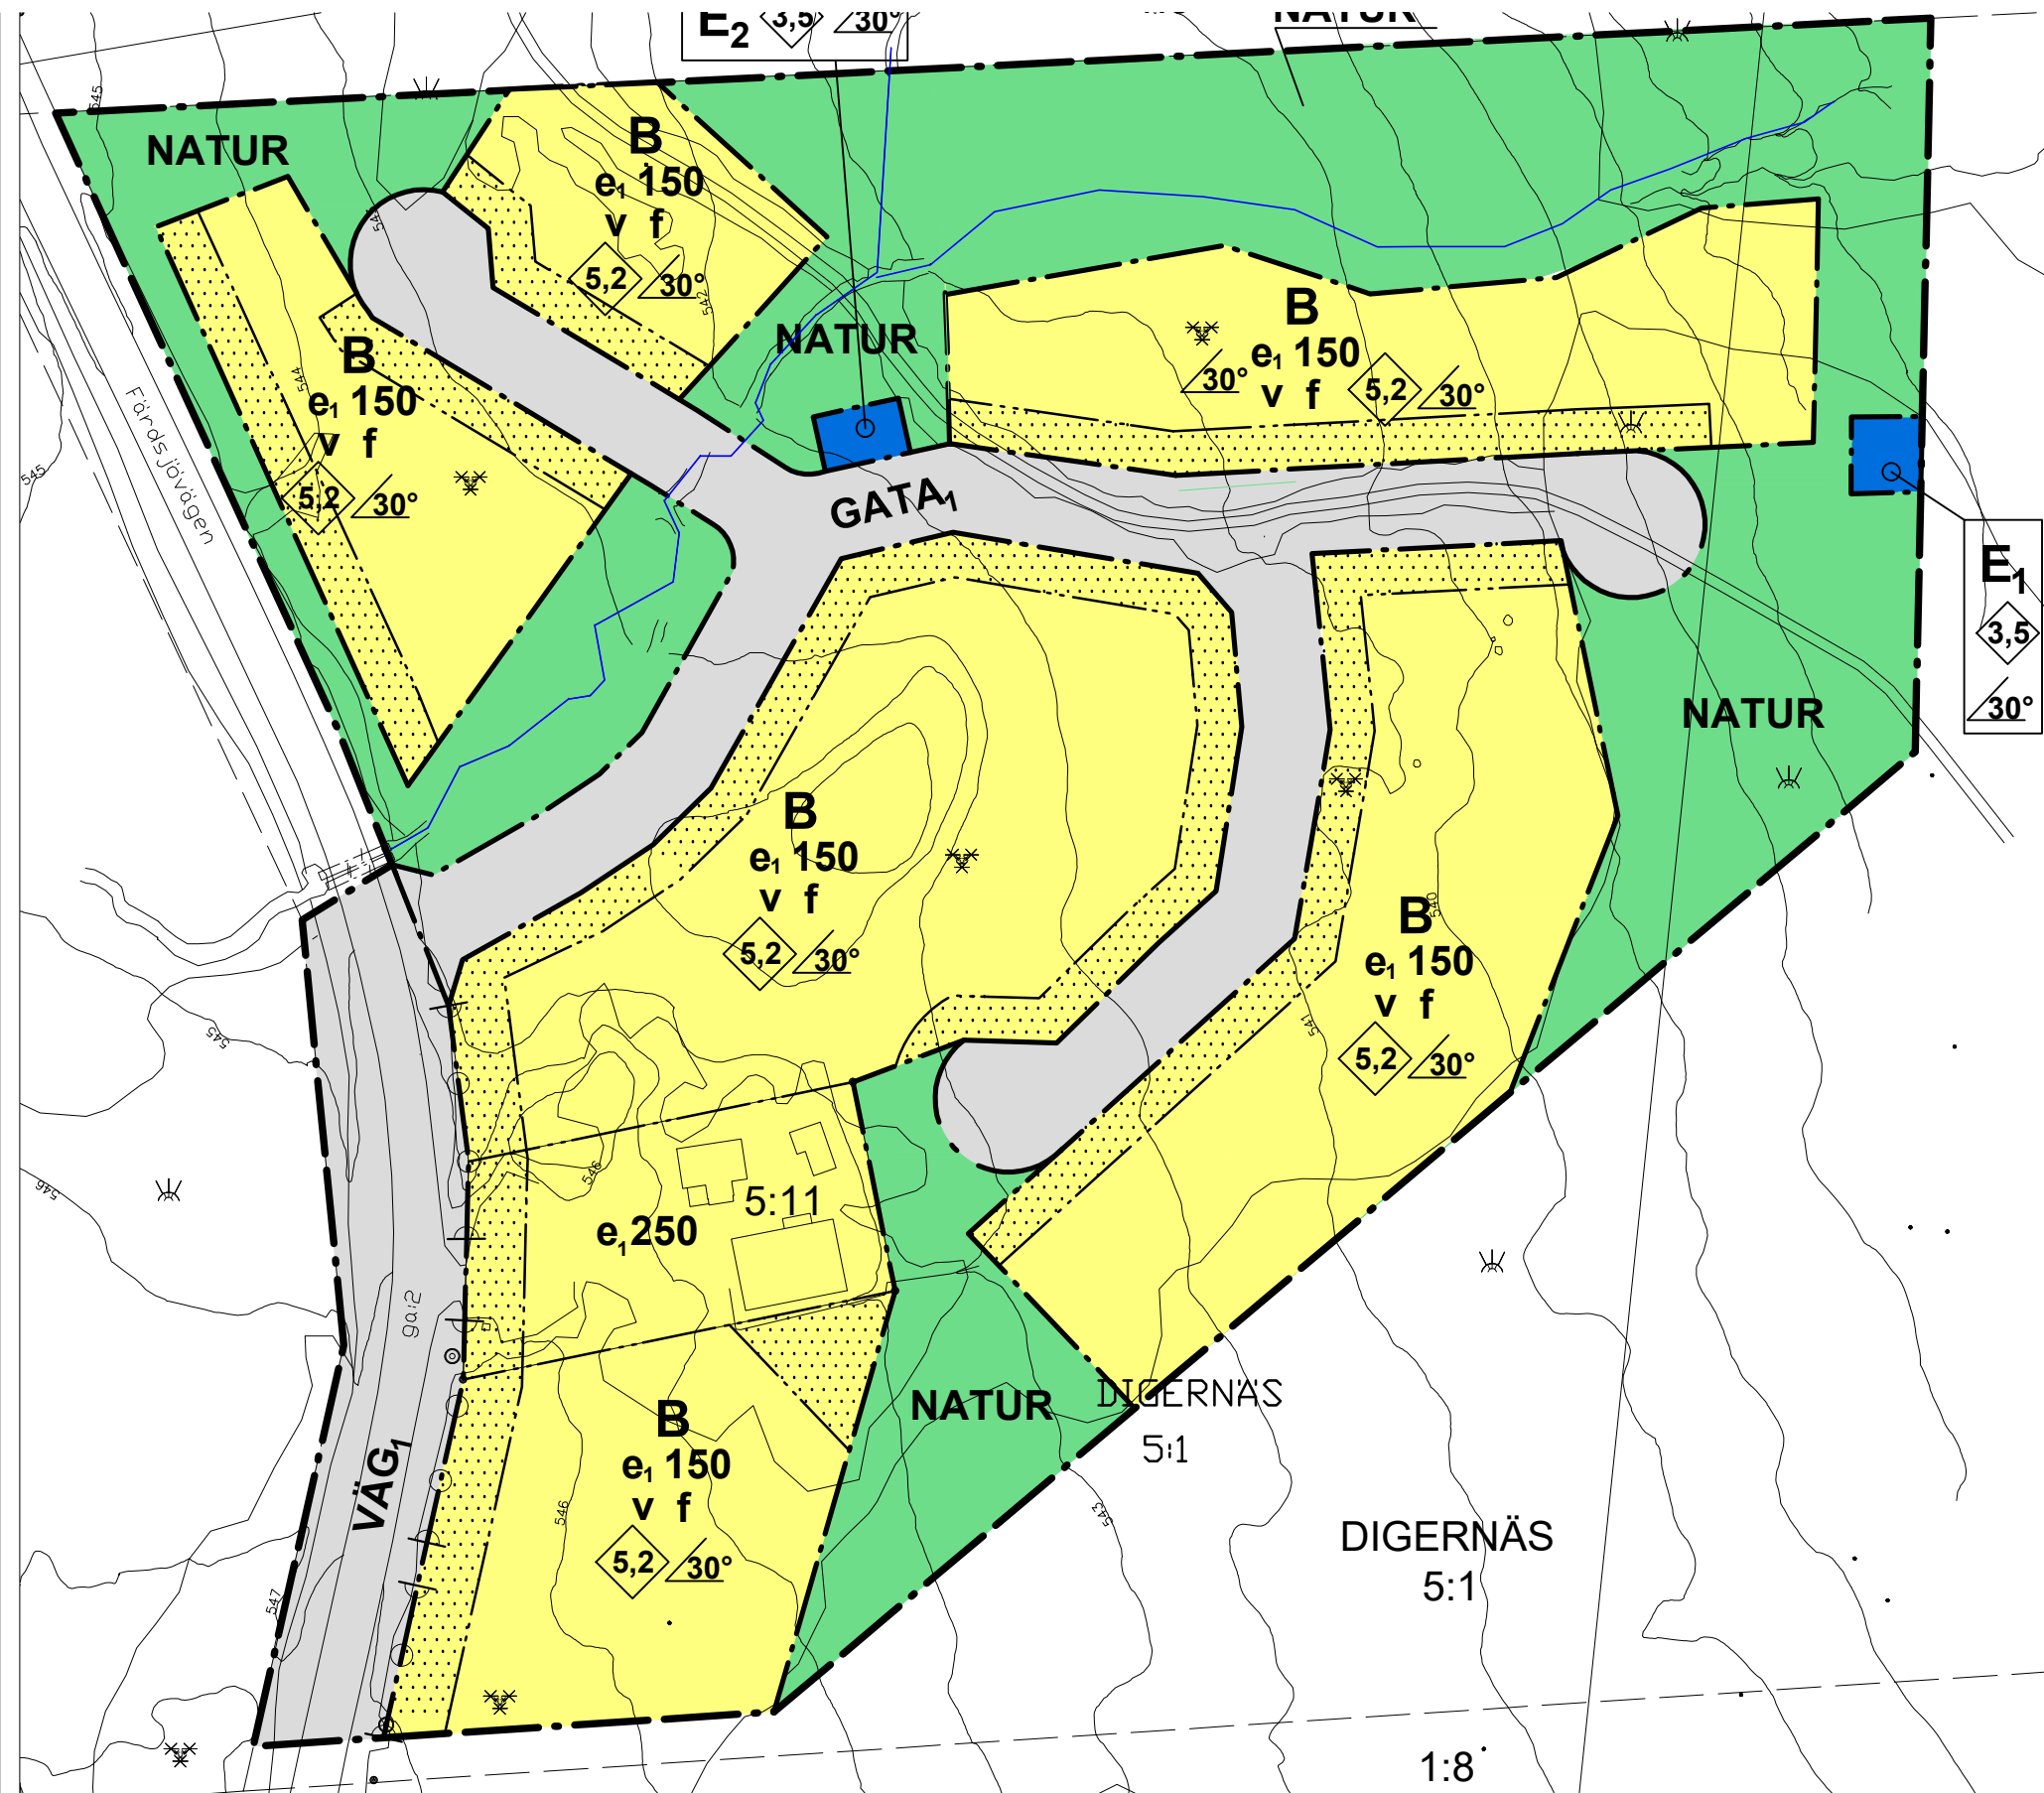 E2 3,5 30°
NATUR
545
NATUR
B
e1 150
v f
5,2 30°
542
544
NATUR
B
e1 150
v f
5,2 30°
30°
B
e1 150
v f
5,2 30°
Färdsjövägen
545
GATA1
E1
3,5
30°
NATUR
B
e1 150
v f
5,2 30°
540
B
e1 150
v f
5,2 30°
541
545
546
546
5:11
e1 250
ga:2
NATUR
DIGERNÄS
5:1
B
e1 150
v f
5,2 30°
VÄG1
546
543
547
DIGERNÄS
5:1
1:8